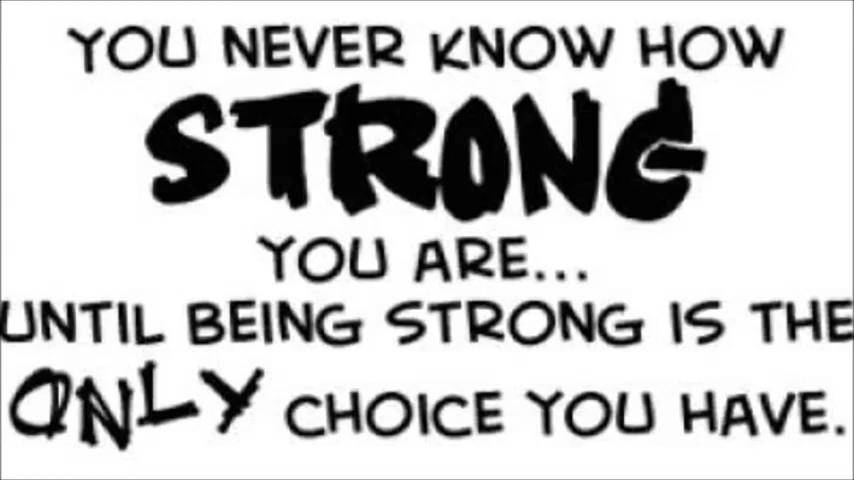 YOU NEVER KNOW HOW
STRONG
YOU ARE...
UNTIL BEING STRONG IS THE
ONLY CHOICE YOU HAVE.